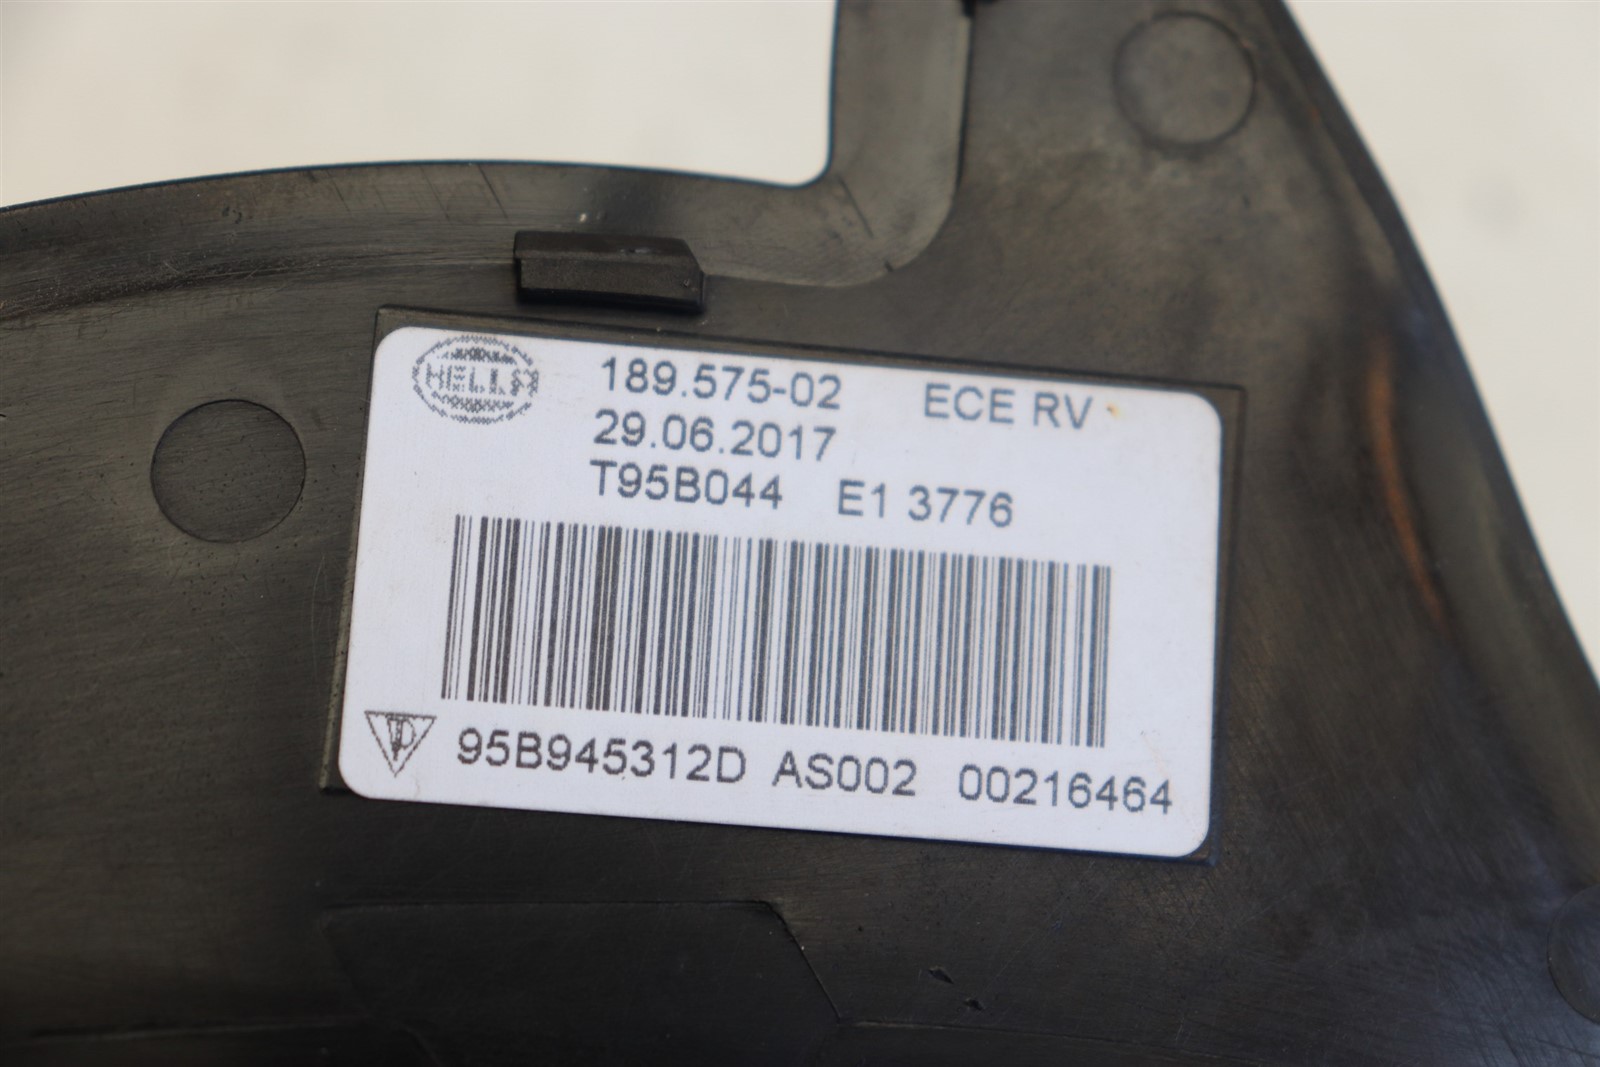 HELLA
189.575-02 ECE RV
29.06.2017
T95B044 E1 3776
95B945312D AS002 00216464